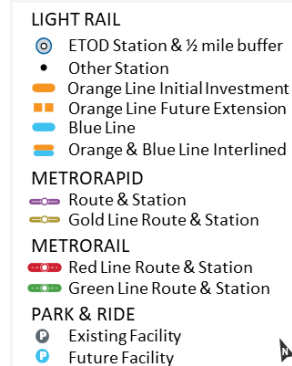 LIGHT RAIL
ETOD Station & ½ mile buffer
Other Station
Orange Line Initial Investment
Orange Line Future Extension
Blue Line
Orange & Blue Line Interlined
METRORAPID
Route & Station
Gold Line Route & Station
METRORAIL
Red Line Route & Station
Green Line Route & Station
PARK & RIDE
P Existing Facility
P Future Facility
N